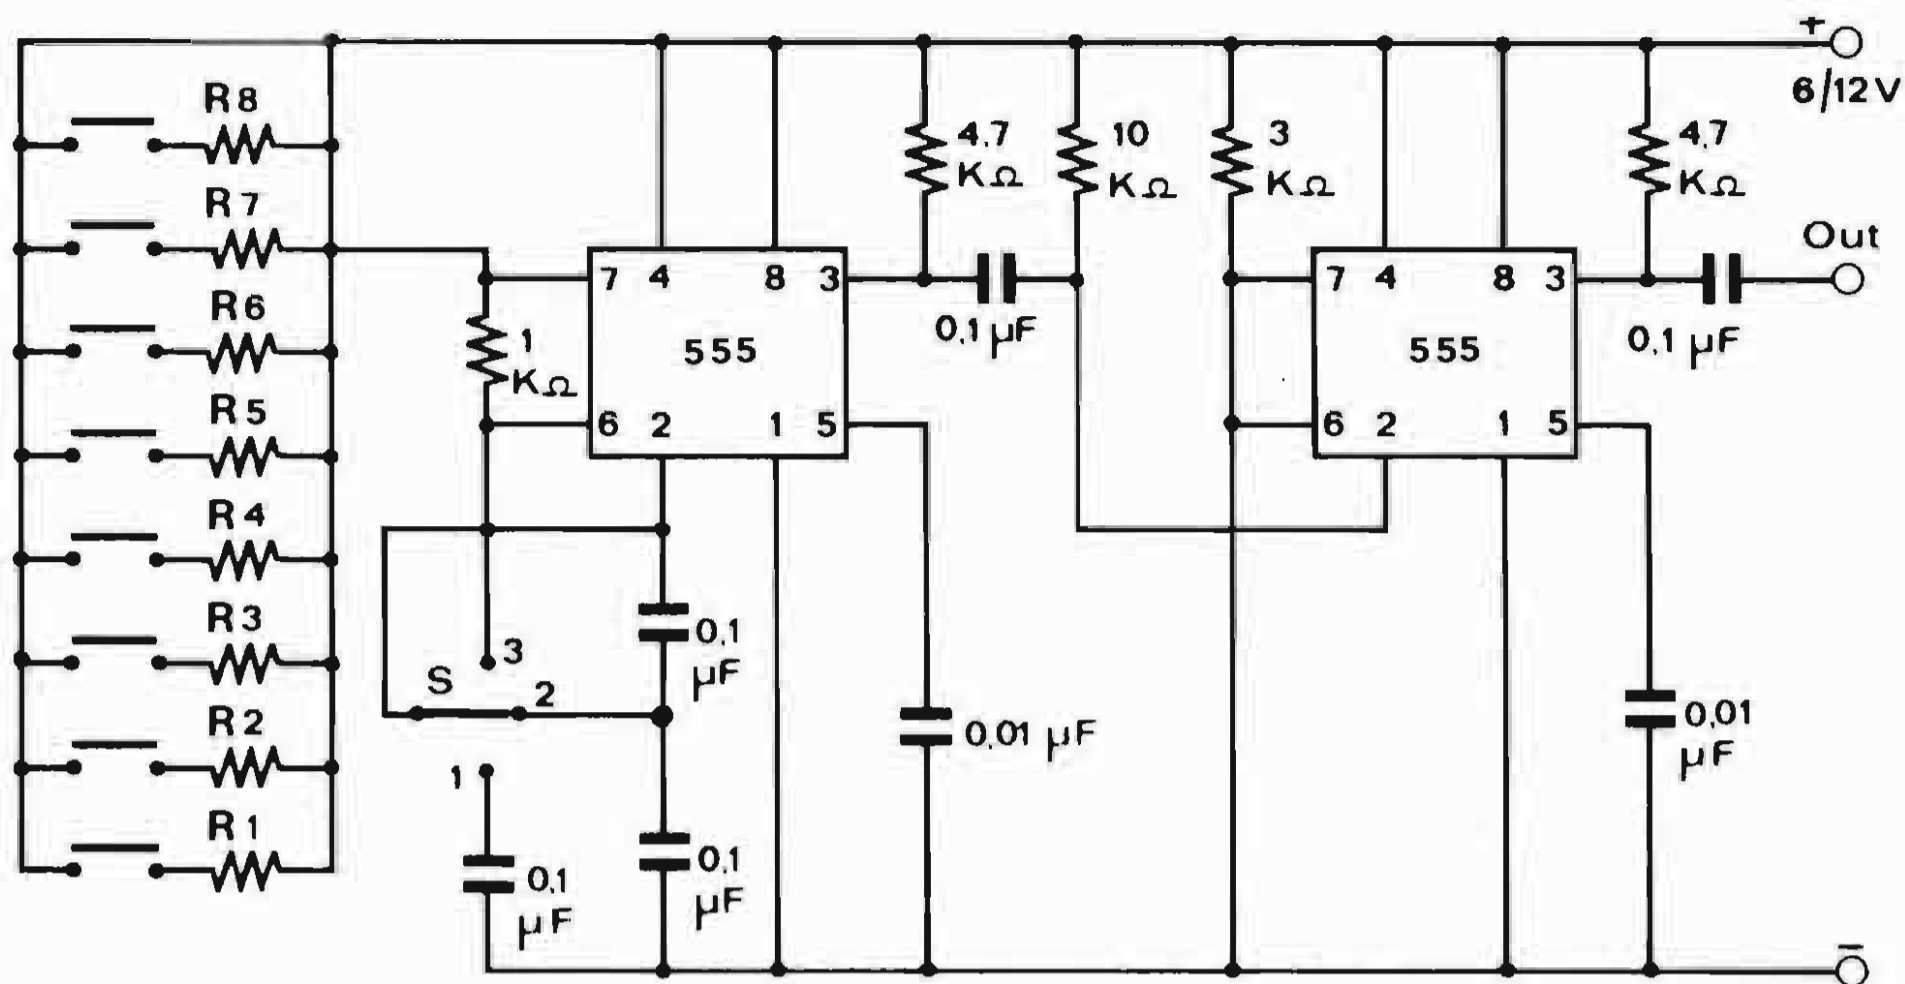 +
6/12V
R8
R7
R6
R5
R4
R3
R2
R1
1
KΩ
7 4 8 3
555
6 2 1 5
4,7
KΩ
10
KΩ
0,1 µF
3
KΩ
7 4 8 3
555
6 2 1 5
4,7
KΩ
Out
0,1 µF
S
3
2
1
0,1
µF
0,1
µF
0,1
µF
0,01 µF
0,01
µF
−